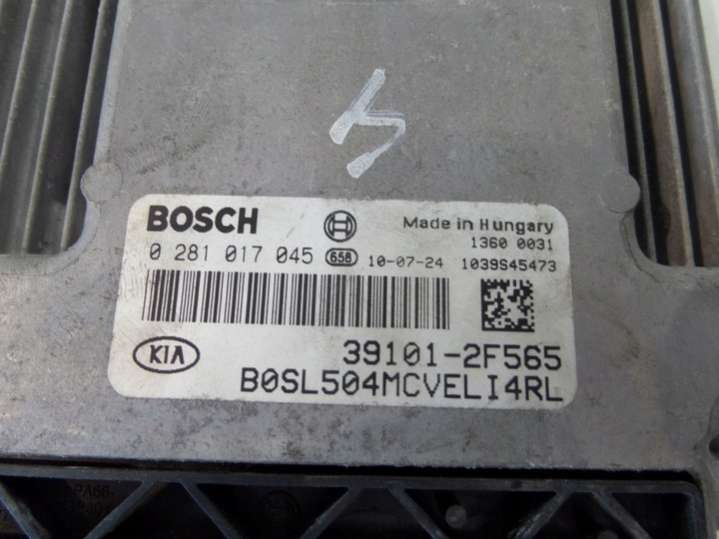 4
BOSCH
Made in Hungary
1360 0031
0 281 017 045 658 10-07-24 1039S45473
KIA
39101-2F565
B0SL504MCVELI4RL